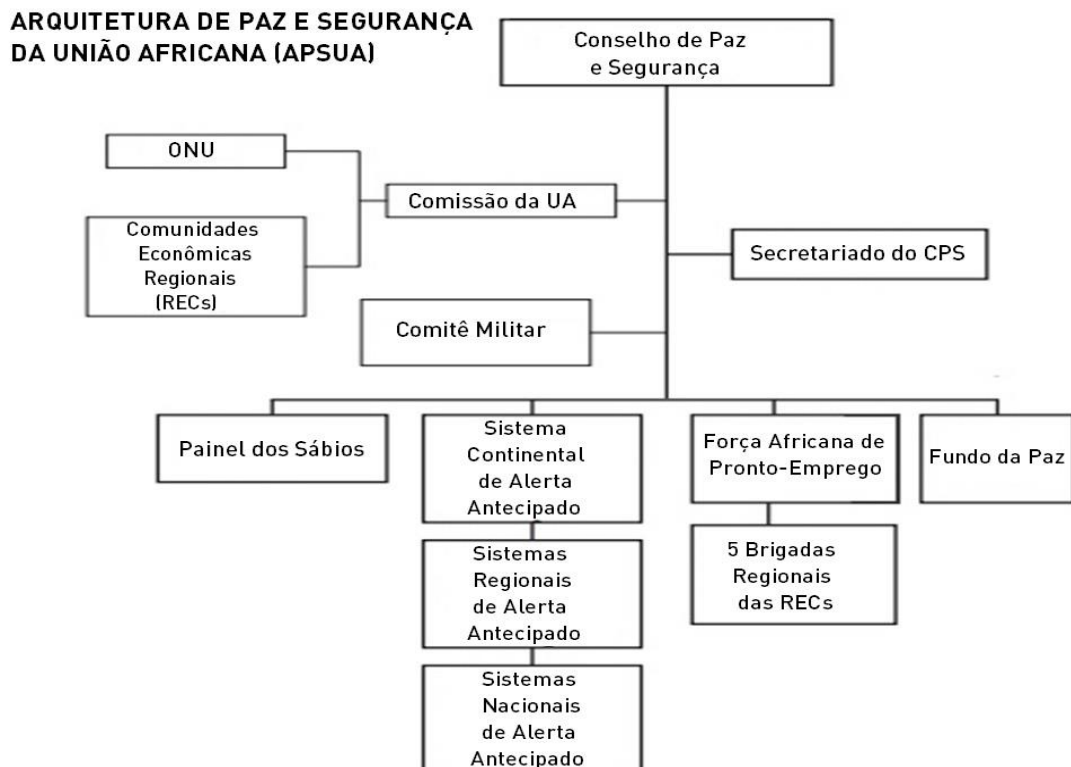 ARQUITETURA DE PAZ E SEGURANÇA
DA UNIÃO AFRICANA (APSUA)
Conselho de Paz
e Segurança
ONU
Comissão da UA
Comunidades
Econômicas
Regionais
(RECs)
Secretariado do CPS
Comitê Militar
Painel dos Sábios
Sistema
Continental
de Alerta
Antecipado
Força Africana de
Pronto-Emprego
Fundo da Paz
Sistemas
Regionais
de Alerta
Antecipado
5 Brigadas
Regionais
das RECs
Sistemas
Nacionais
de Alerta
Antecipado